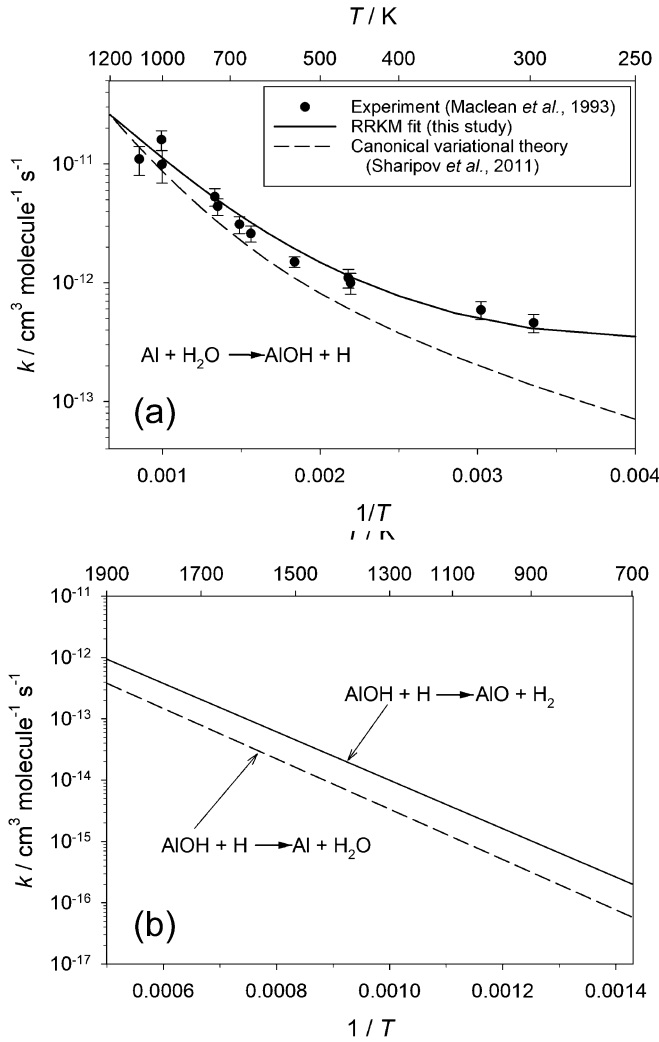 T / K
1200 1000 700 500 400 300 250
Experiment (Maclean et al., 1993)
RRKM fit (this study)
Canonical variational theory
(Sharipov et al., 2011)
10⁻¹¹
10⁻¹²
10⁻¹³
k / cm³ molecule⁻¹ s⁻¹
Al + H₂O → AlOH + H
(a)
0.001 0.002 0.003 0.004
1/T
T / K
1900 1700 1500 1300 1100 900 700
10⁻¹¹
10⁻¹²
10⁻¹³
10⁻¹⁴
10⁻¹⁵
10⁻¹⁶
10⁻¹⁷
k / cm³ molecule⁻¹ s⁻¹
AlOH + H → AlO + H₂
AlOH + H → Al + H₂O
(b)
0.0006 0.0008 0.0010 0.0012 0.0014
1 / T